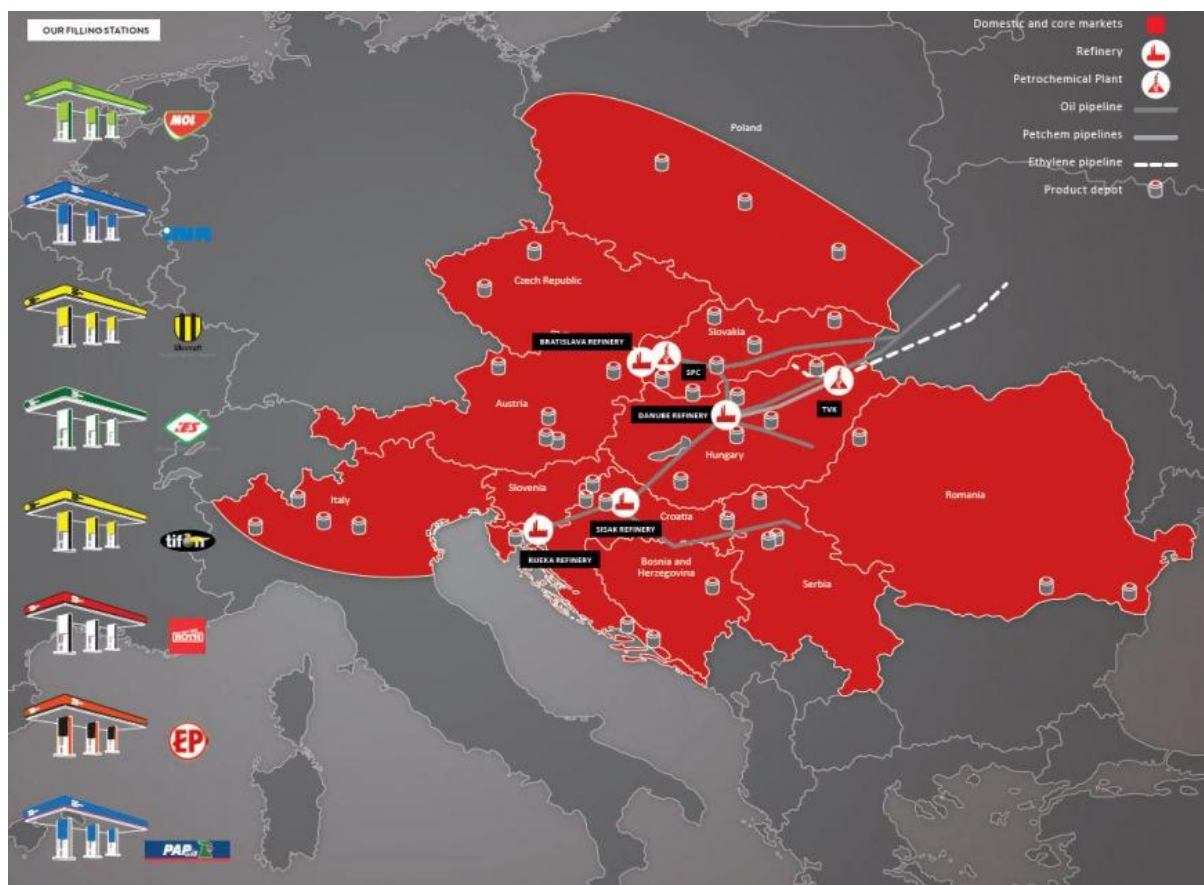 OUR FILLING STATIONS
Domestic and core markets
Refinery
Petrochemical Plant
Oil pipeline
Petchem pipelines
Ethylene pipeline
Product depot
MOL
INA
Slovnaft
IES
tifon
ROTH
EP
PAP
Poland
Czech Republic
Slovakia
BRATISLAVA REFINERY
SPC
Austria
DANUBE REFINERY
TVK
Hungary
Slovenia
Italy
Romania
Croatia
SISAK REFINERY
RIJEKA REFINERY
Bosnia and
Herzegovina
Serbia